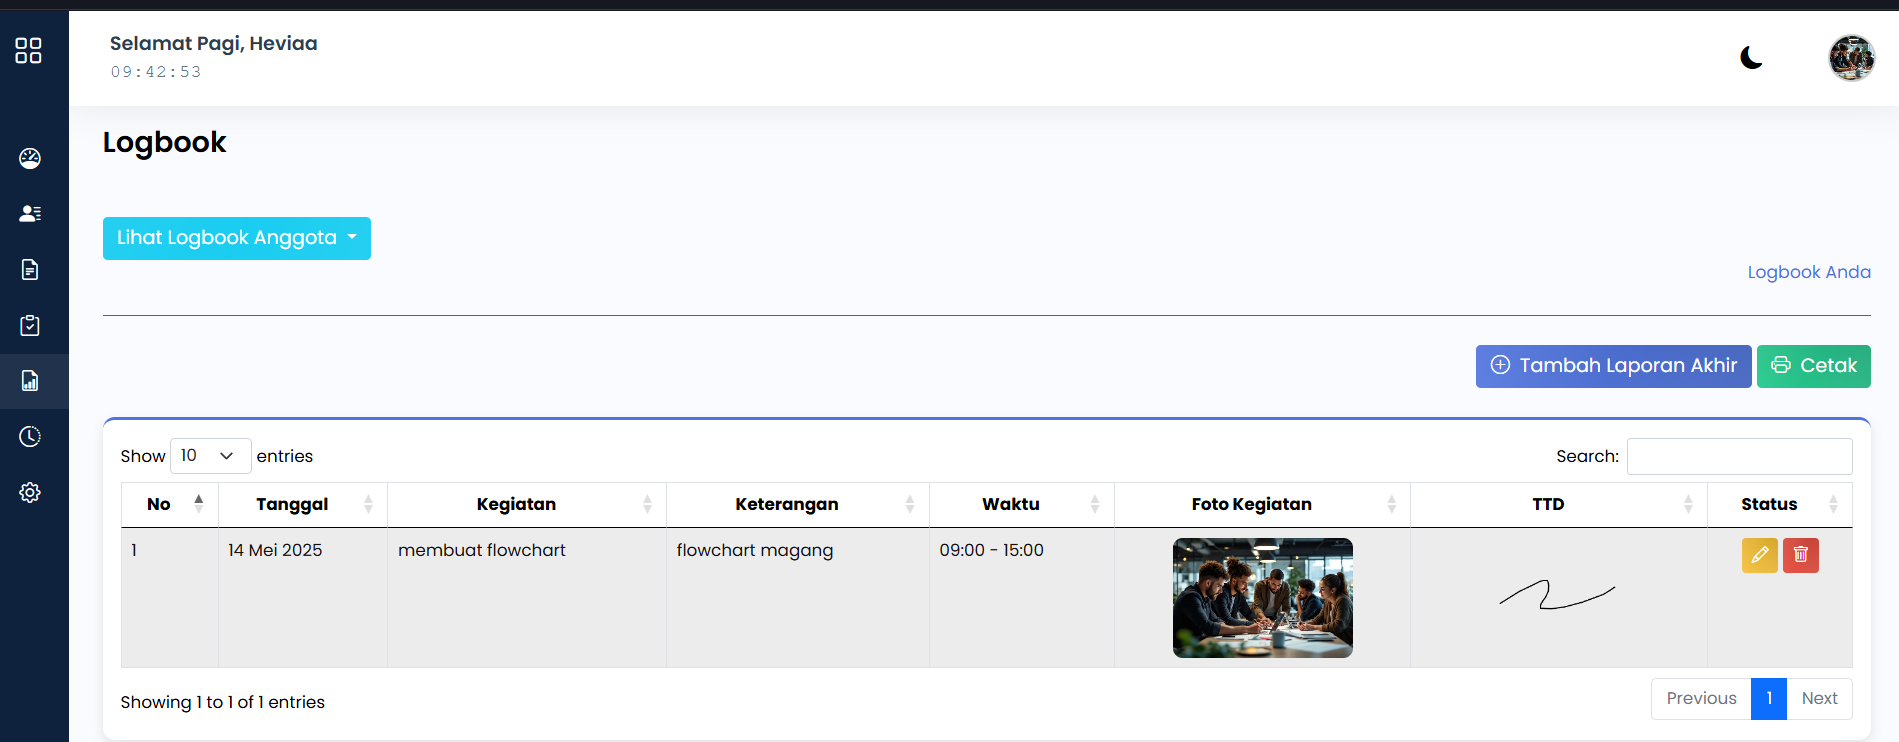 Selamat Pagi, Heviaa
09:42:53
Logbook
Lihat Logbook Anggota
Logbook Anda
Tambah Laporan Akhir
Cetak
Show 10 entries
Search:
No Tanggal Kegiatan Keterangan Waktu Foto Kegiatan TTD Status
1 14 Mei 2025 membuat flowchart flowchart magang 09:00 - 15:00
Showing 1 to 1 of 1 entries
Previous 1 Next